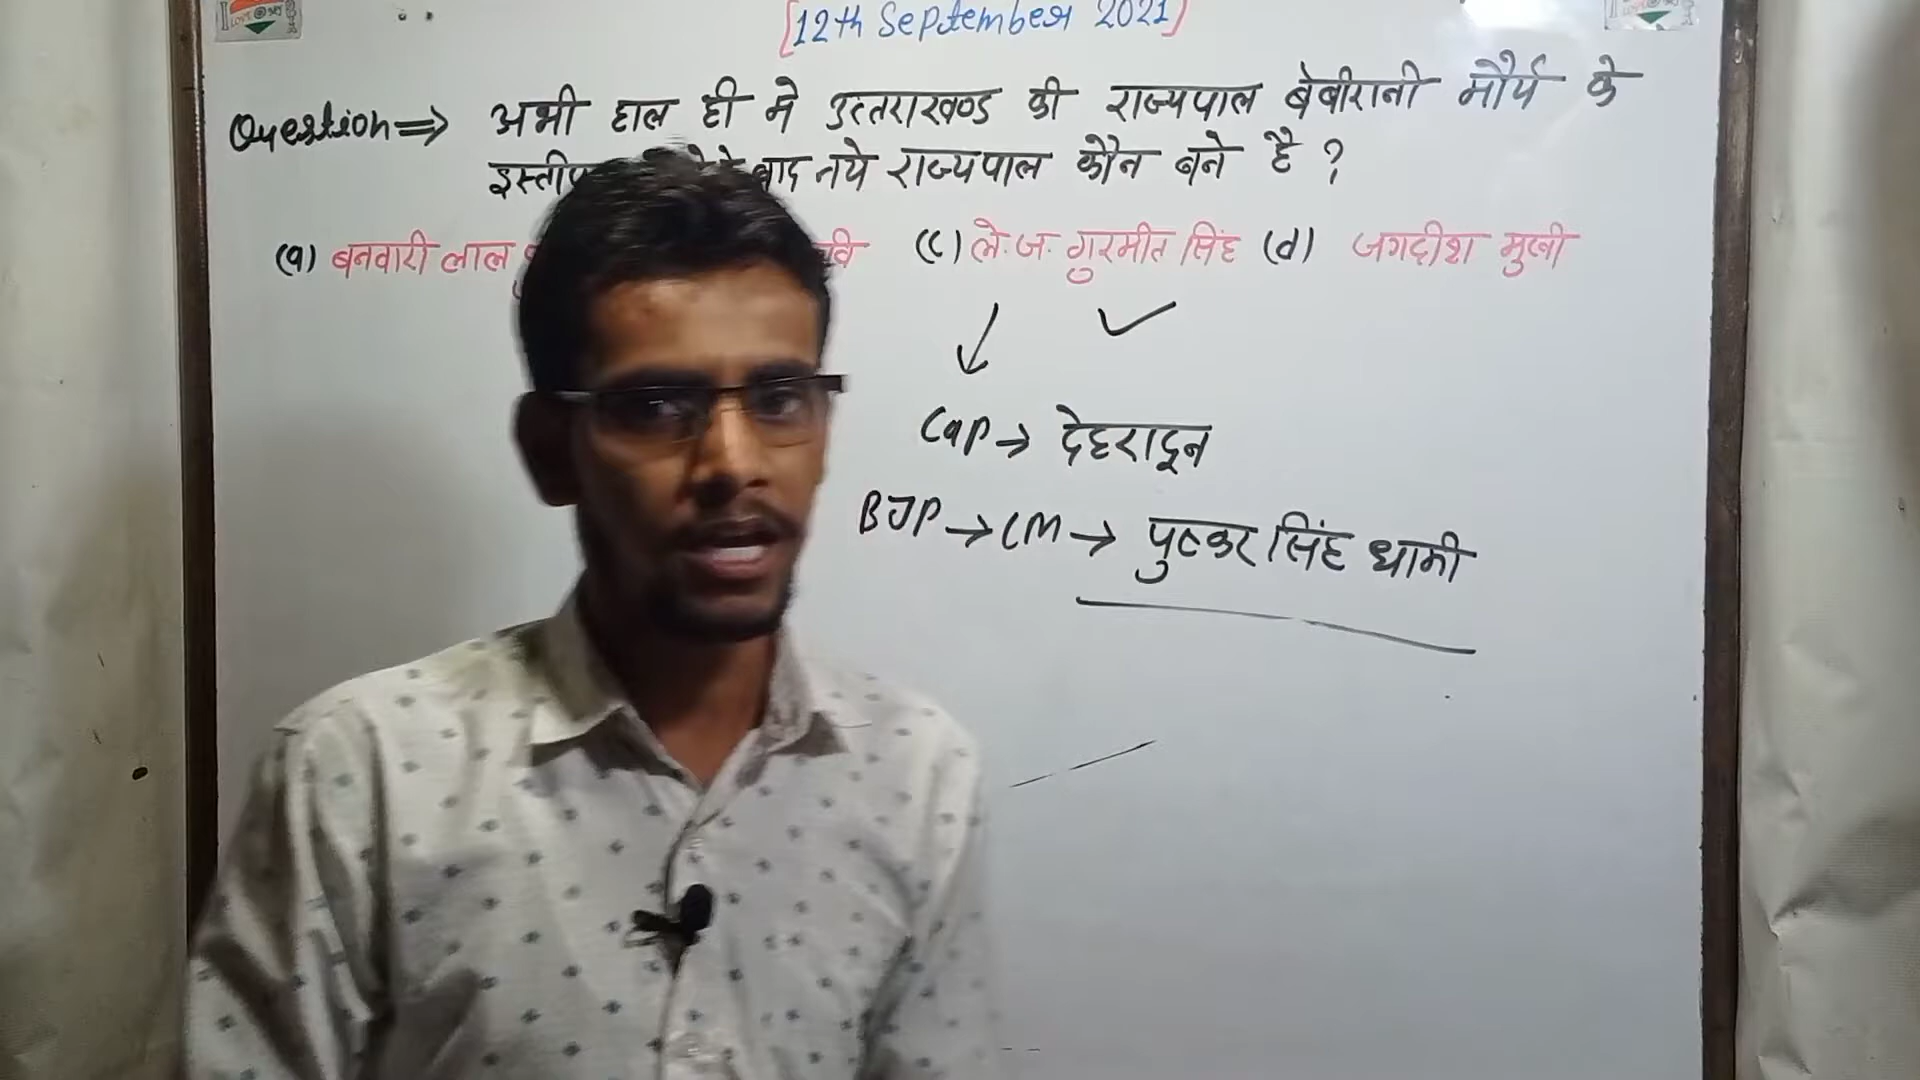 [12th September 2021]
Question⇒ अभी हाल ही मे उत्तराखण्ड की राज्यपाल बेबीरानी मौर्य के
बाद नये राज्यपाल कौन बने है ?
(a) बनवारी लाल (c) ले. ज. गुरमीत सिंह (d) जगदीश मुखी
Cap→ देहरादून
BJP→CM→ पुष्कर सिंह धामी